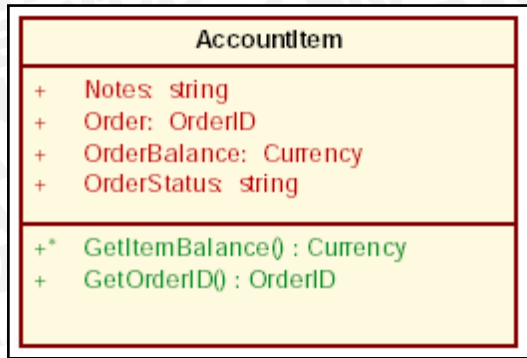 AccountItem
+ Notes: string
+ Order: OrderID
+ OrderBalance: Currency
+ OrderStatus: string
+* GetItemBalance() : Currency
+ GetOrderID() : OrderID